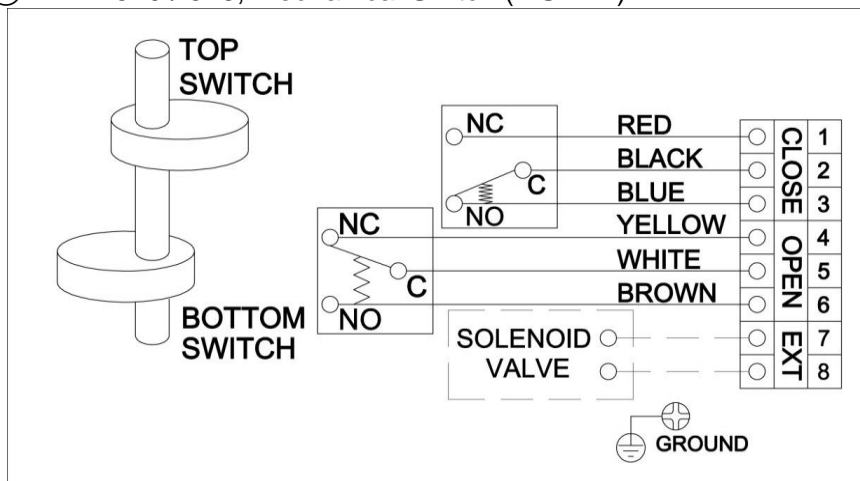 TOP
SWITCH
BOTTOM
SWITCH
NC
C
NO
NC
C
NO
RED
BLACK
BLUE
YELLOW
WHITE
BROWN
SOLENOID
VALVE
GROUND
CLOSE
OPEN
EXT
1
2
3
4
5
6
7
8